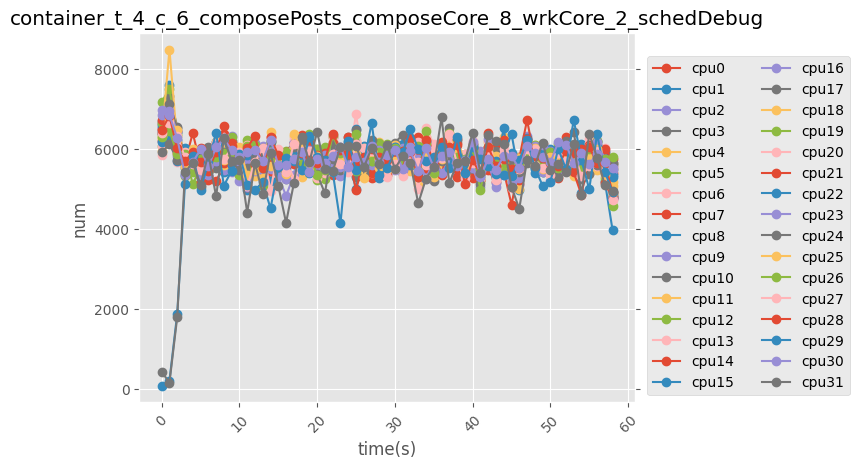 container_t_4_c_6_composePosts_composeCore_8_wrkCore_2_schedDebug
num
8000
6000
4000
2000
0
0
10
20
30
40
50
60
time(s)
cpu0
cpu1
cpu2
cpu3
cpu4
cpu5
cpu6
cpu7
cpu8
cpu9
cpu10
cpu11
cpu12
cpu13
cpu14
cpu15
cpu16
cpu17
cpu18
cpu19
cpu20
cpu21
cpu22
cpu23
cpu24
cpu25
cpu26
cpu27
cpu28
cpu29
cpu30
cpu31